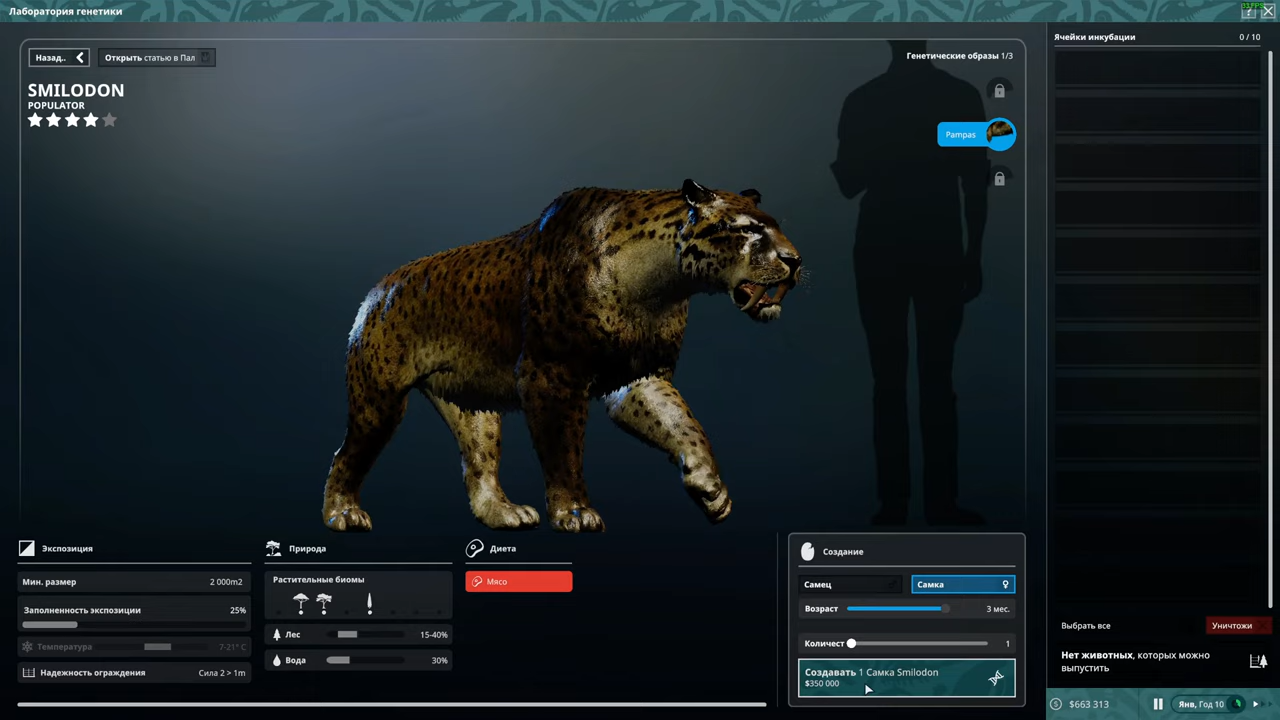 Лаборатория генетики
Назад..
Открыть статью в Пал
Генетические образы 1/3
SMILODON
POPULATOR
Pampas
Экспозиция
Мин. размер 2 000m2
Заполненность экспозиции 25%
Температура 7-21° C
Надежность ограждения Сила 2 > 1m
Природа
Растительные биомы
Лес 15-40%
Вода 30%
Диета
Мясо
Создание
Самец
Самка
Возраст 3 мес.
Количест 1
Создавать 1 Самка Smilodon
$350 000
Ячейки инкубации 0 / 10
Выбрать все
Уничтожи
Нет животных, которых можно
выпустить
$663 313
Янв, Год 10